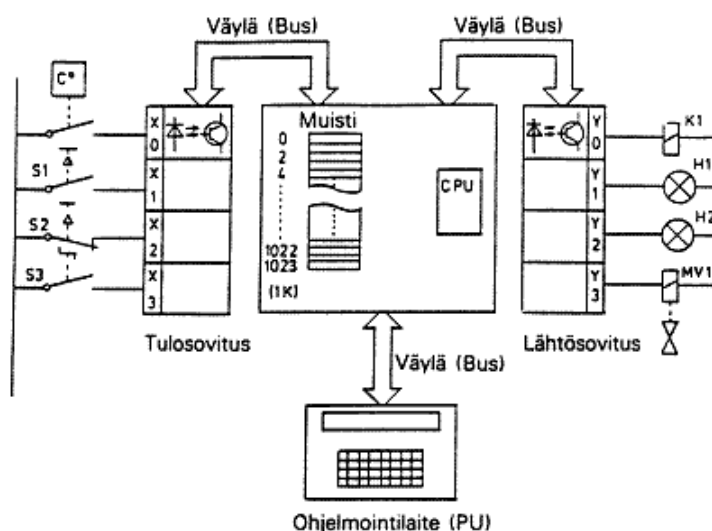 Väylä (Bus)
Väylä (Bus)
C°
S1
S2
S3
X 0
X 1
X 2
X 3
Tulosovitus
Muisti
0
2
4
1022
1023
(1K)
CPU
Y 0
Y 1
Y 2
Y 3
Lähtösovitus
K1
H1
H2
MV1
Väylä (Bus)
Ohjelmointilaite (PU)